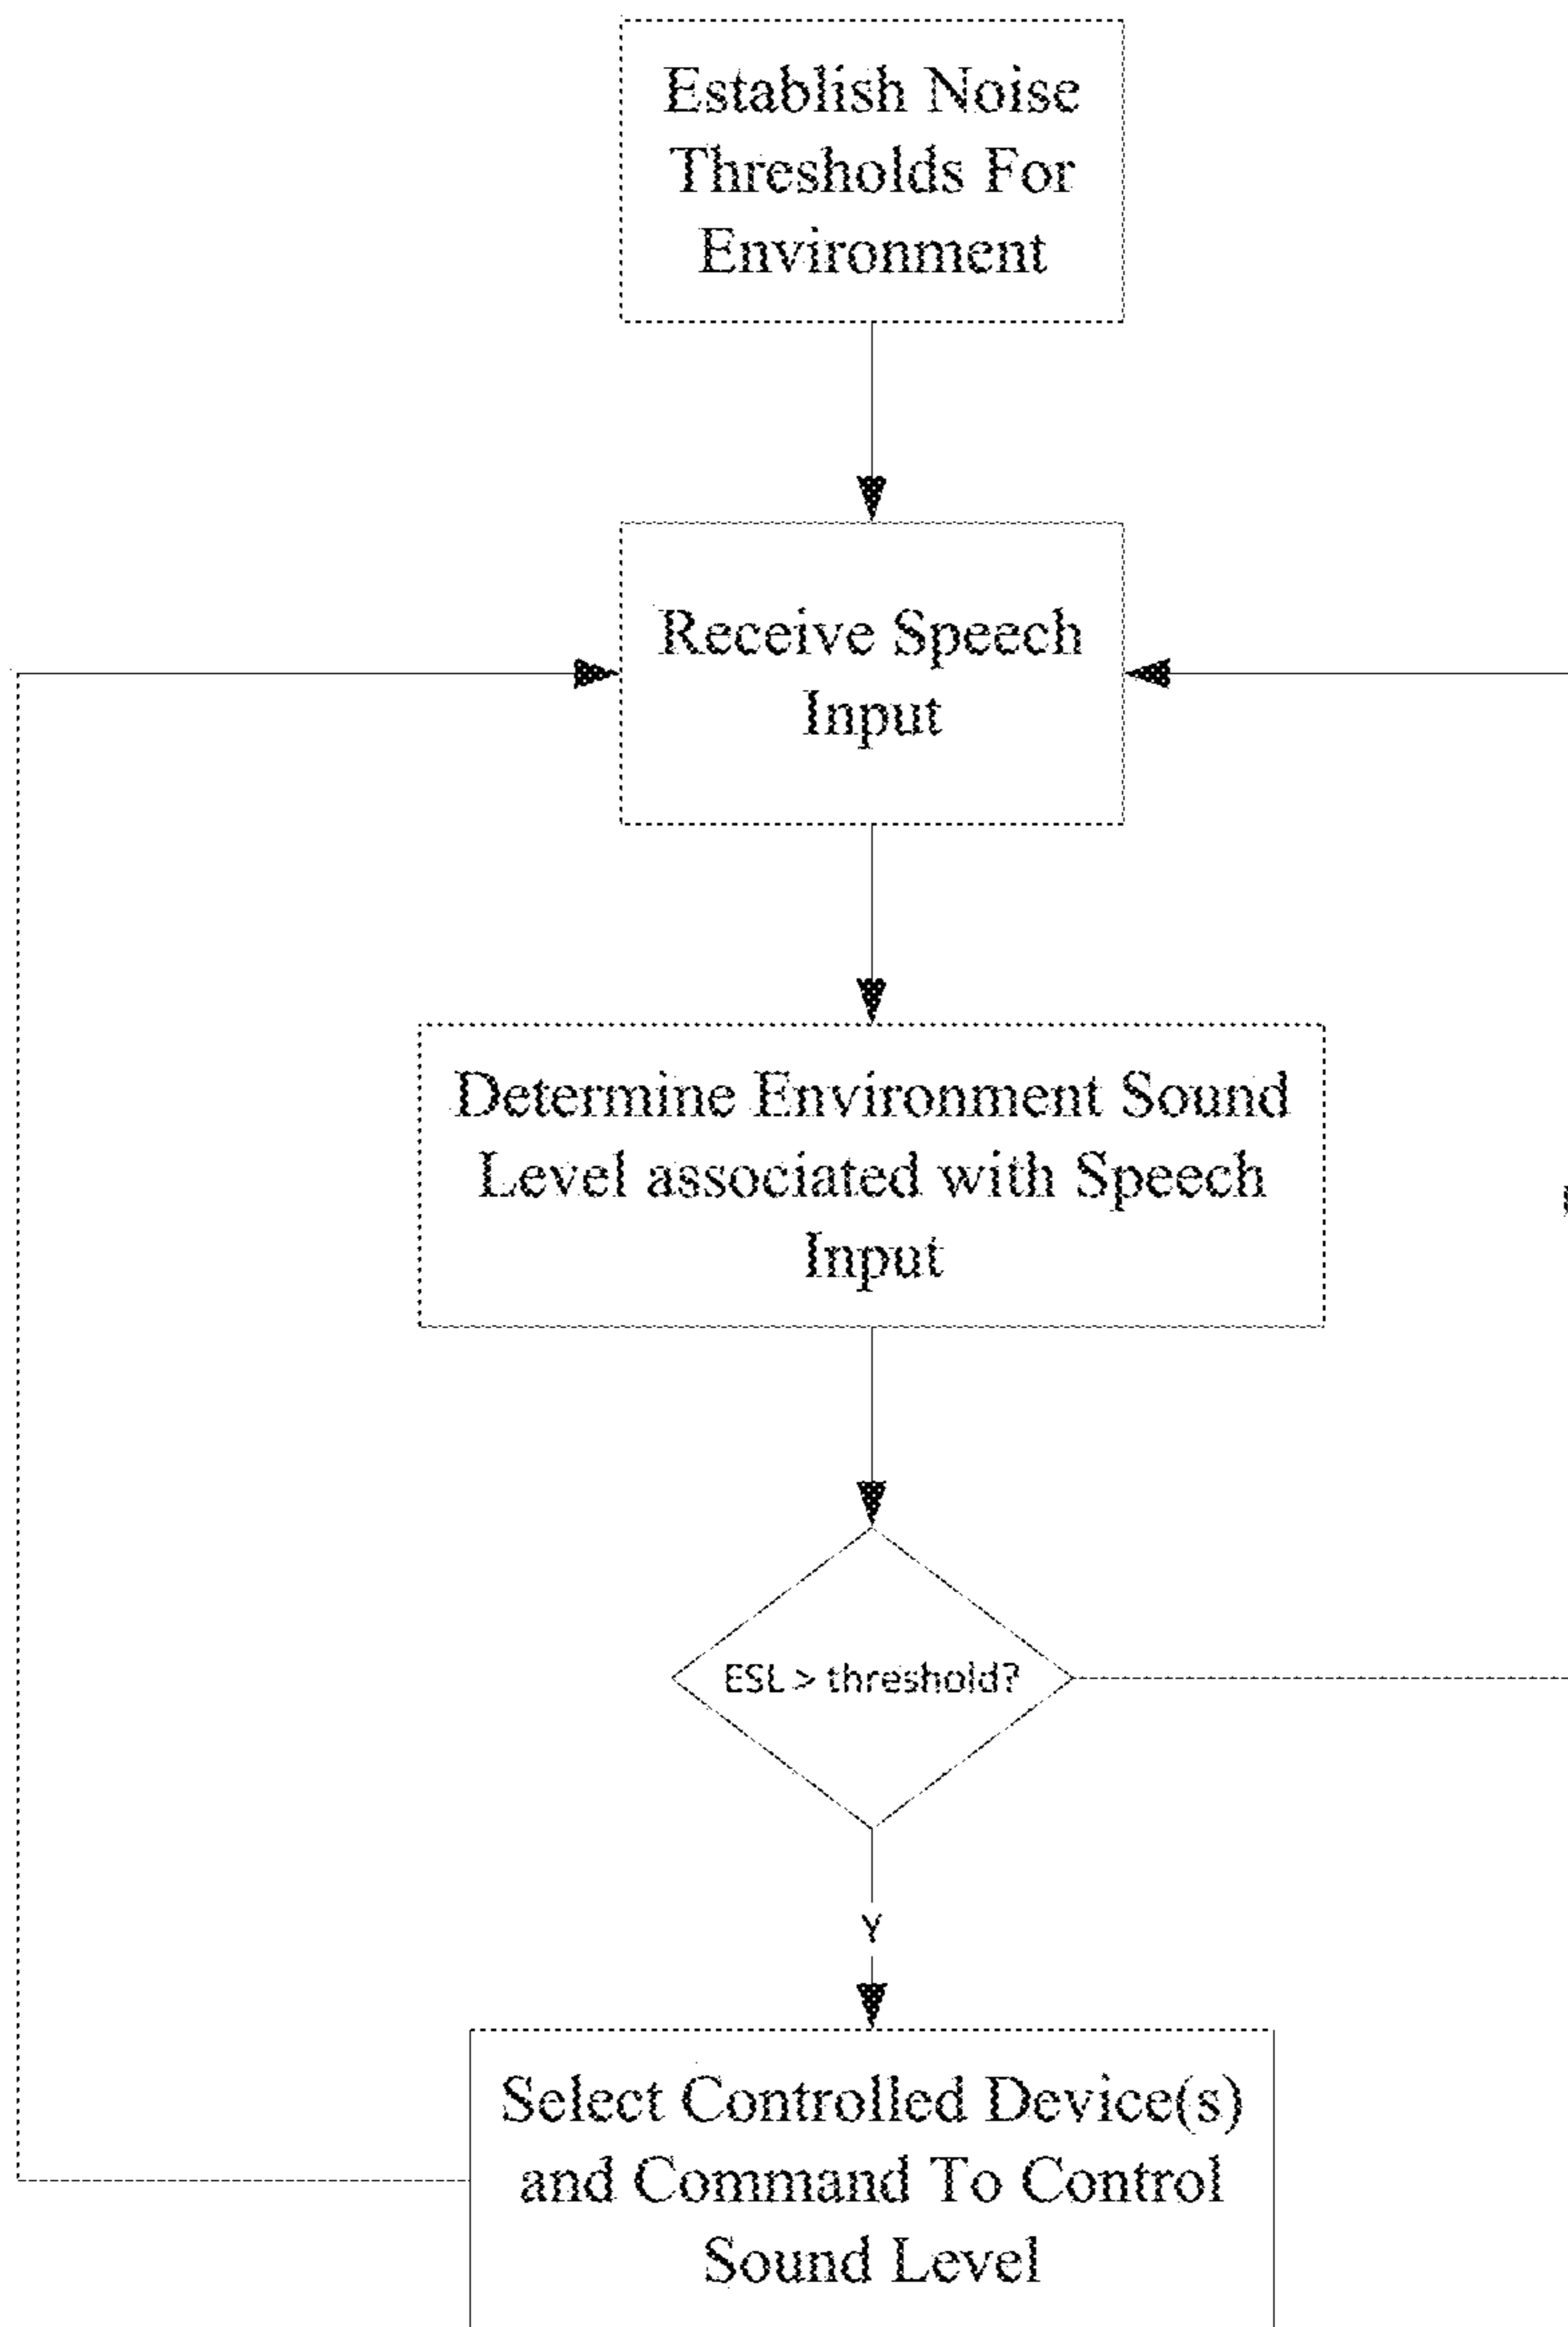 Establish Noise
Thresholds For
Environment
Receive Speech
Input
Determine Environment Sound
Level associated with Speech
Input
ESL > threshold?
Y
Select Controlled Device(s)
and Command To Control
Sound Level